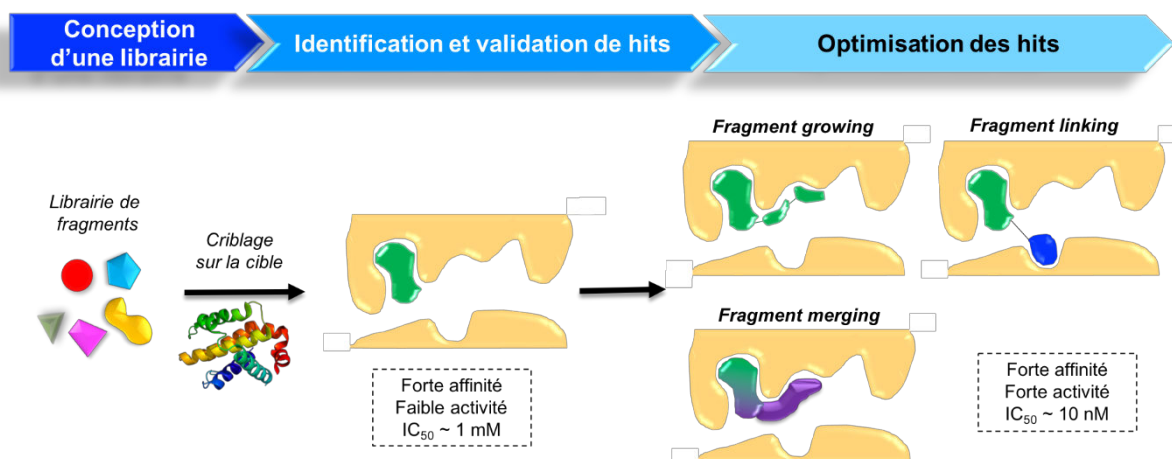 Conception
d'une librairie
Identification et validation de hits
Optimisation des hits
Librairie de
fragments
Criblage
sur la cible
Forte affinité
Faible activité
IC50 ~ 1 mM
Fragment growing
Fragment linking
Fragment merging
Forte affinité
Forte activité
IC50 ~ 10 nM